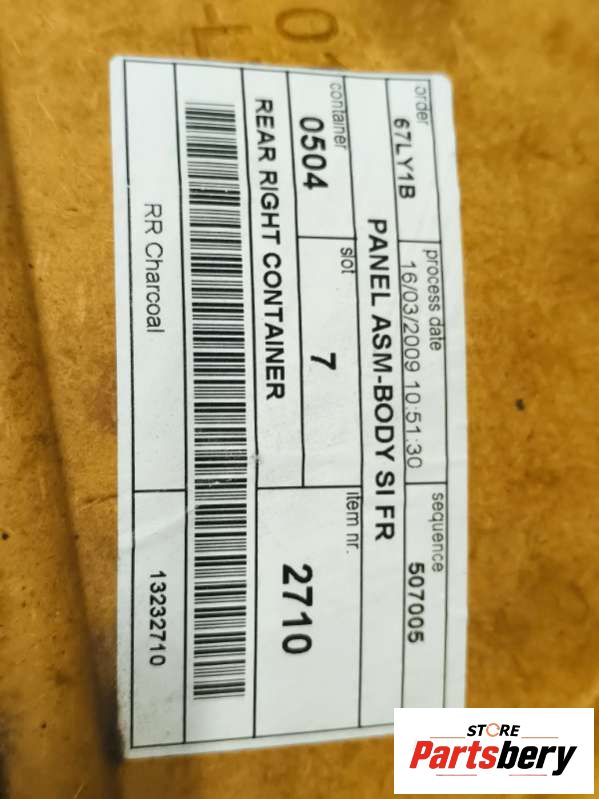 order
67LY1B
process date
16/03/2009 10:51:30
sequence
507005
PANEL ASM-BODY SI FR
container
0504
slot
7
item nr.
2710
REAR RIGHT CONTAINER
RR Charcoal
13232710
STORE
Partsbery